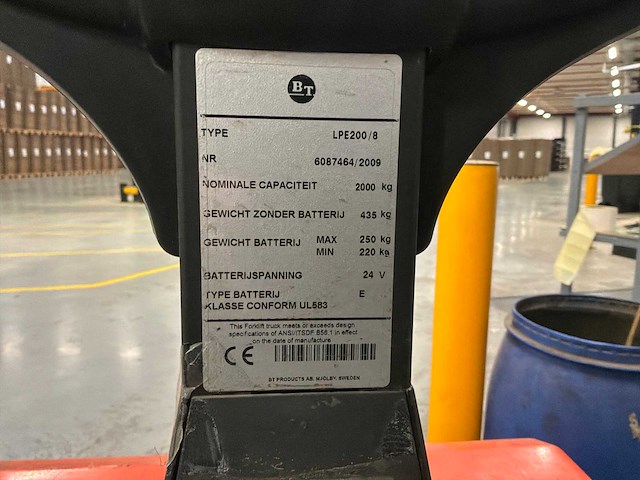 BT
TYPE LPE200/8
NR 6087464/2009
NOMINALE CAPACITEIT 2000 kg
GEWICHT ZONDER BATTERIJ 435 kg
GEWICHT BATTERIJ MAX 250 kg
MIN 220 kg
BATTERIJSPANNING 24 V
TYPE BATTERIJ E
KLASSE CONFORM UL583
This Forklift truck meets or exceeds design
specifications of ANSI/ITSDF B56.1 in effect
on the date of manufacture
CE
BT PRODUCTS AB, MJÖLBY, SWEDEN